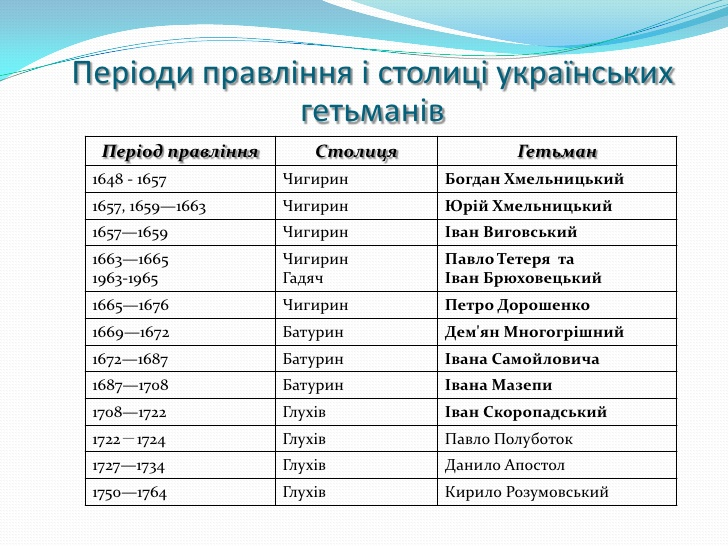 Періоди правління і столиці українських
гетьманів
Період правління Столиця Гетьман
1648 - 1657 Чигирин Богдан Хмельницький
1657, 1659—1663 Чигирин Юрій Хмельницький
1657—1659 Чигирин Іван Виговський
1663—1665 Чигирин Павло Тетеря та
1963-1965 Гадяч Іван Брюховецький
1665—1676 Чигирин Петро Дорошенко
1669—1672 Батурин Дем'ян Многогрішний
1672—1687 Батурин Івана Самойловича
1687—1708 Батурин Івана Мазепи
1708—1722 Глухів Іван Скоропадський
1722—1724 Глухів Павло Полуботок
1727—1734 Глухів Данило Апостол
1750—1764 Глухів Кирило Розумовський